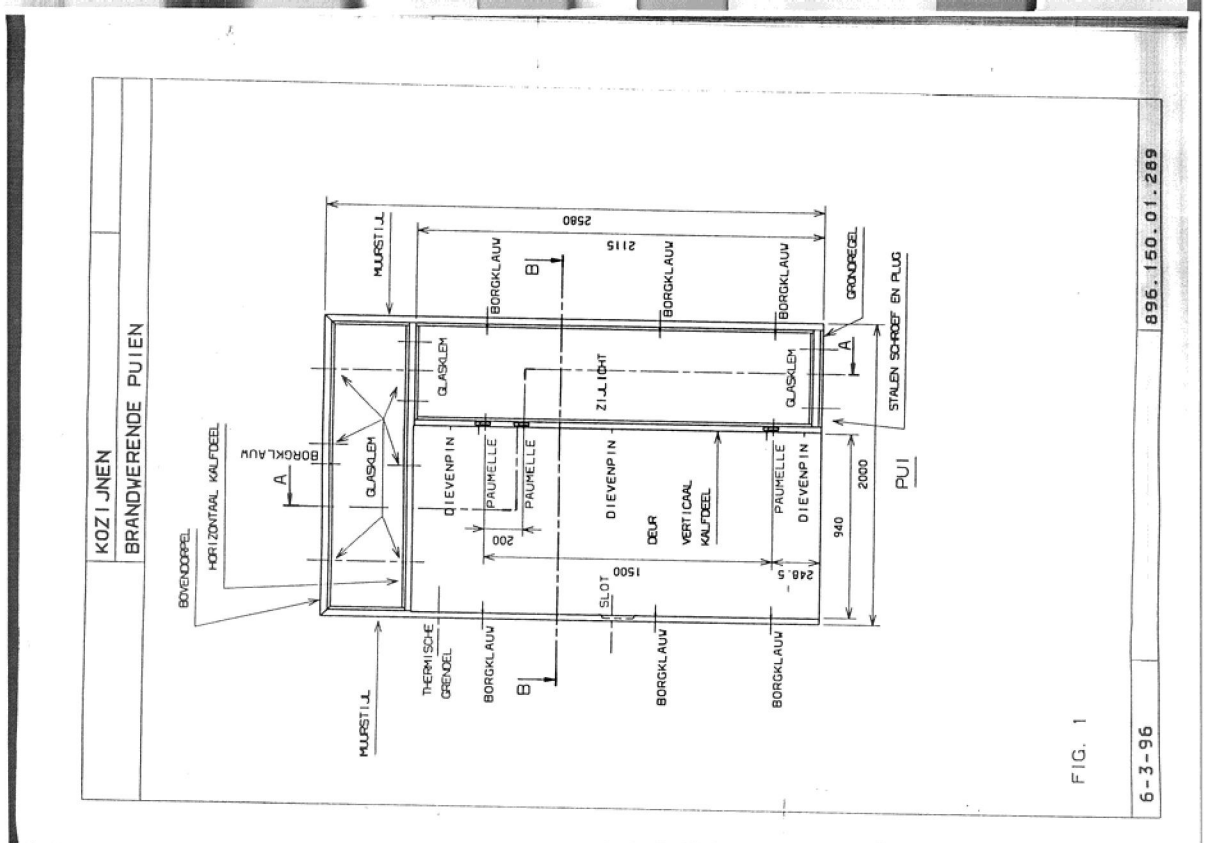 KOZIJNEN
BRANDWERENDE PUIEN
BOVENDORPEL
HORIZONTAAL KALFDEEL
BORGKLAUW
A
GLASKLEM
MUURSTIJL
MUURSTIJL
2580
2115
GLASKLEM
BORGKLAUW
B
BORGKLAUW
BORGKLAUW
ZIJLICHT
GLASKLEM
A
GRONDREGEL
STALEN SCHROEF EN PLUG
DIEVENPIN
PAUMELLE
PAUMELLE
200
DIEVENPIN
DEUR
VERTICAAL
KALFDEEL
PAUMELLE
DIEVENPIN
1500
248.5
940
2000
PUI
THERMISCHE
GRENDEL
BORGKLAUW
B
SLOT
BORGKLAUW
BORGKLAUW
FIG. 1
6-3-96
896.150.01.289